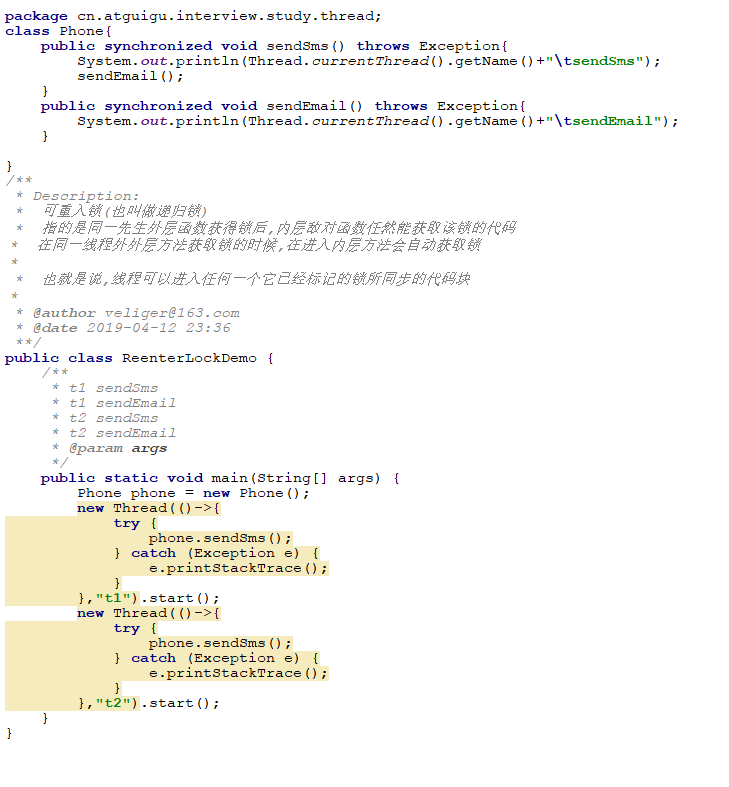 package cn.atguigu.interview.study.thread;
class Phone{
    public synchronized void sendSms() throws Exception{
        System.out.println(Thread.currentThread().getName()+"\tsendSms");
        sendEmail();
    }
    public synchronized void sendEmail() throws Exception{
        System.out.println(Thread.currentThread().getName()+"\tsendEmail");
    }

}
/**
 * Description:
 *  可重入锁(也叫做递归锁)
 *  指的是同一先生外层函数获得锁后,内层敢对函数任然能获取该锁的代码
 *  在同一线程外外层方法获取锁的时候,在进入内层方法会自动获取锁
 *
 *  也就是说,线程可以进入任何一个它已经标记的锁所同步的代码块
 *
 * @author veliger@163.com
 * @date 2019-04-12 23:36
 **/
public class ReenterLockDemo {
    /**
     * t1 sendSms
     * t1 sendEmail
     * t2 sendSms
     * t2 sendEmail
     * @param args
     */
    public static void main(String[] args) {
        Phone phone = new Phone();
        new Thread(()->{
            try {
                phone.sendSms();
            } catch (Exception e) {
                e.printStackTrace();
            }
        },"t1").start();
        new Thread(()->{
            try {
                phone.sendSms();
            } catch (Exception e) {
                e.printStackTrace();
            }
        },"t2").start();
    }
}